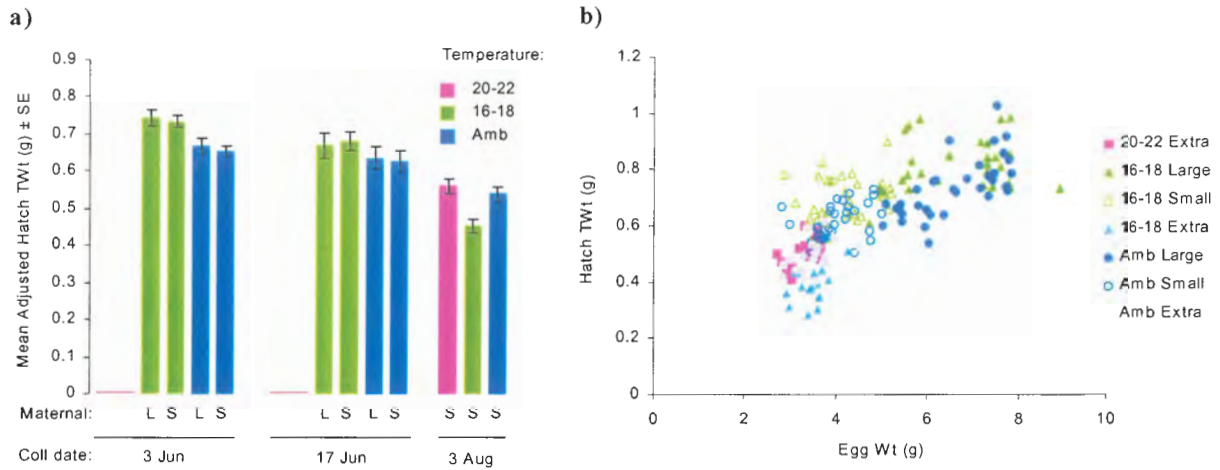 a)
Mean Adjusted Hatch TWt (g) ± SE
0.9
0.8
0.7
0.6
0.5
0.4
0.3
0.2
0.1
0
Temperature:
20-22
16-18
Amb
Maternal: L S L S L S L S S S S
Coll date: 3 Jun 17 Jun 3 Aug
b)
Hatch TWt (g)
1.2
1
0.8
0.6
0.4
0.2
0
0 2 4 6 8 10
Egg Wt (g)
20-22 Extra
16-18 Large
16-18 Small
16-18 Extra
Amb Large
Amb Small
Amb Extra